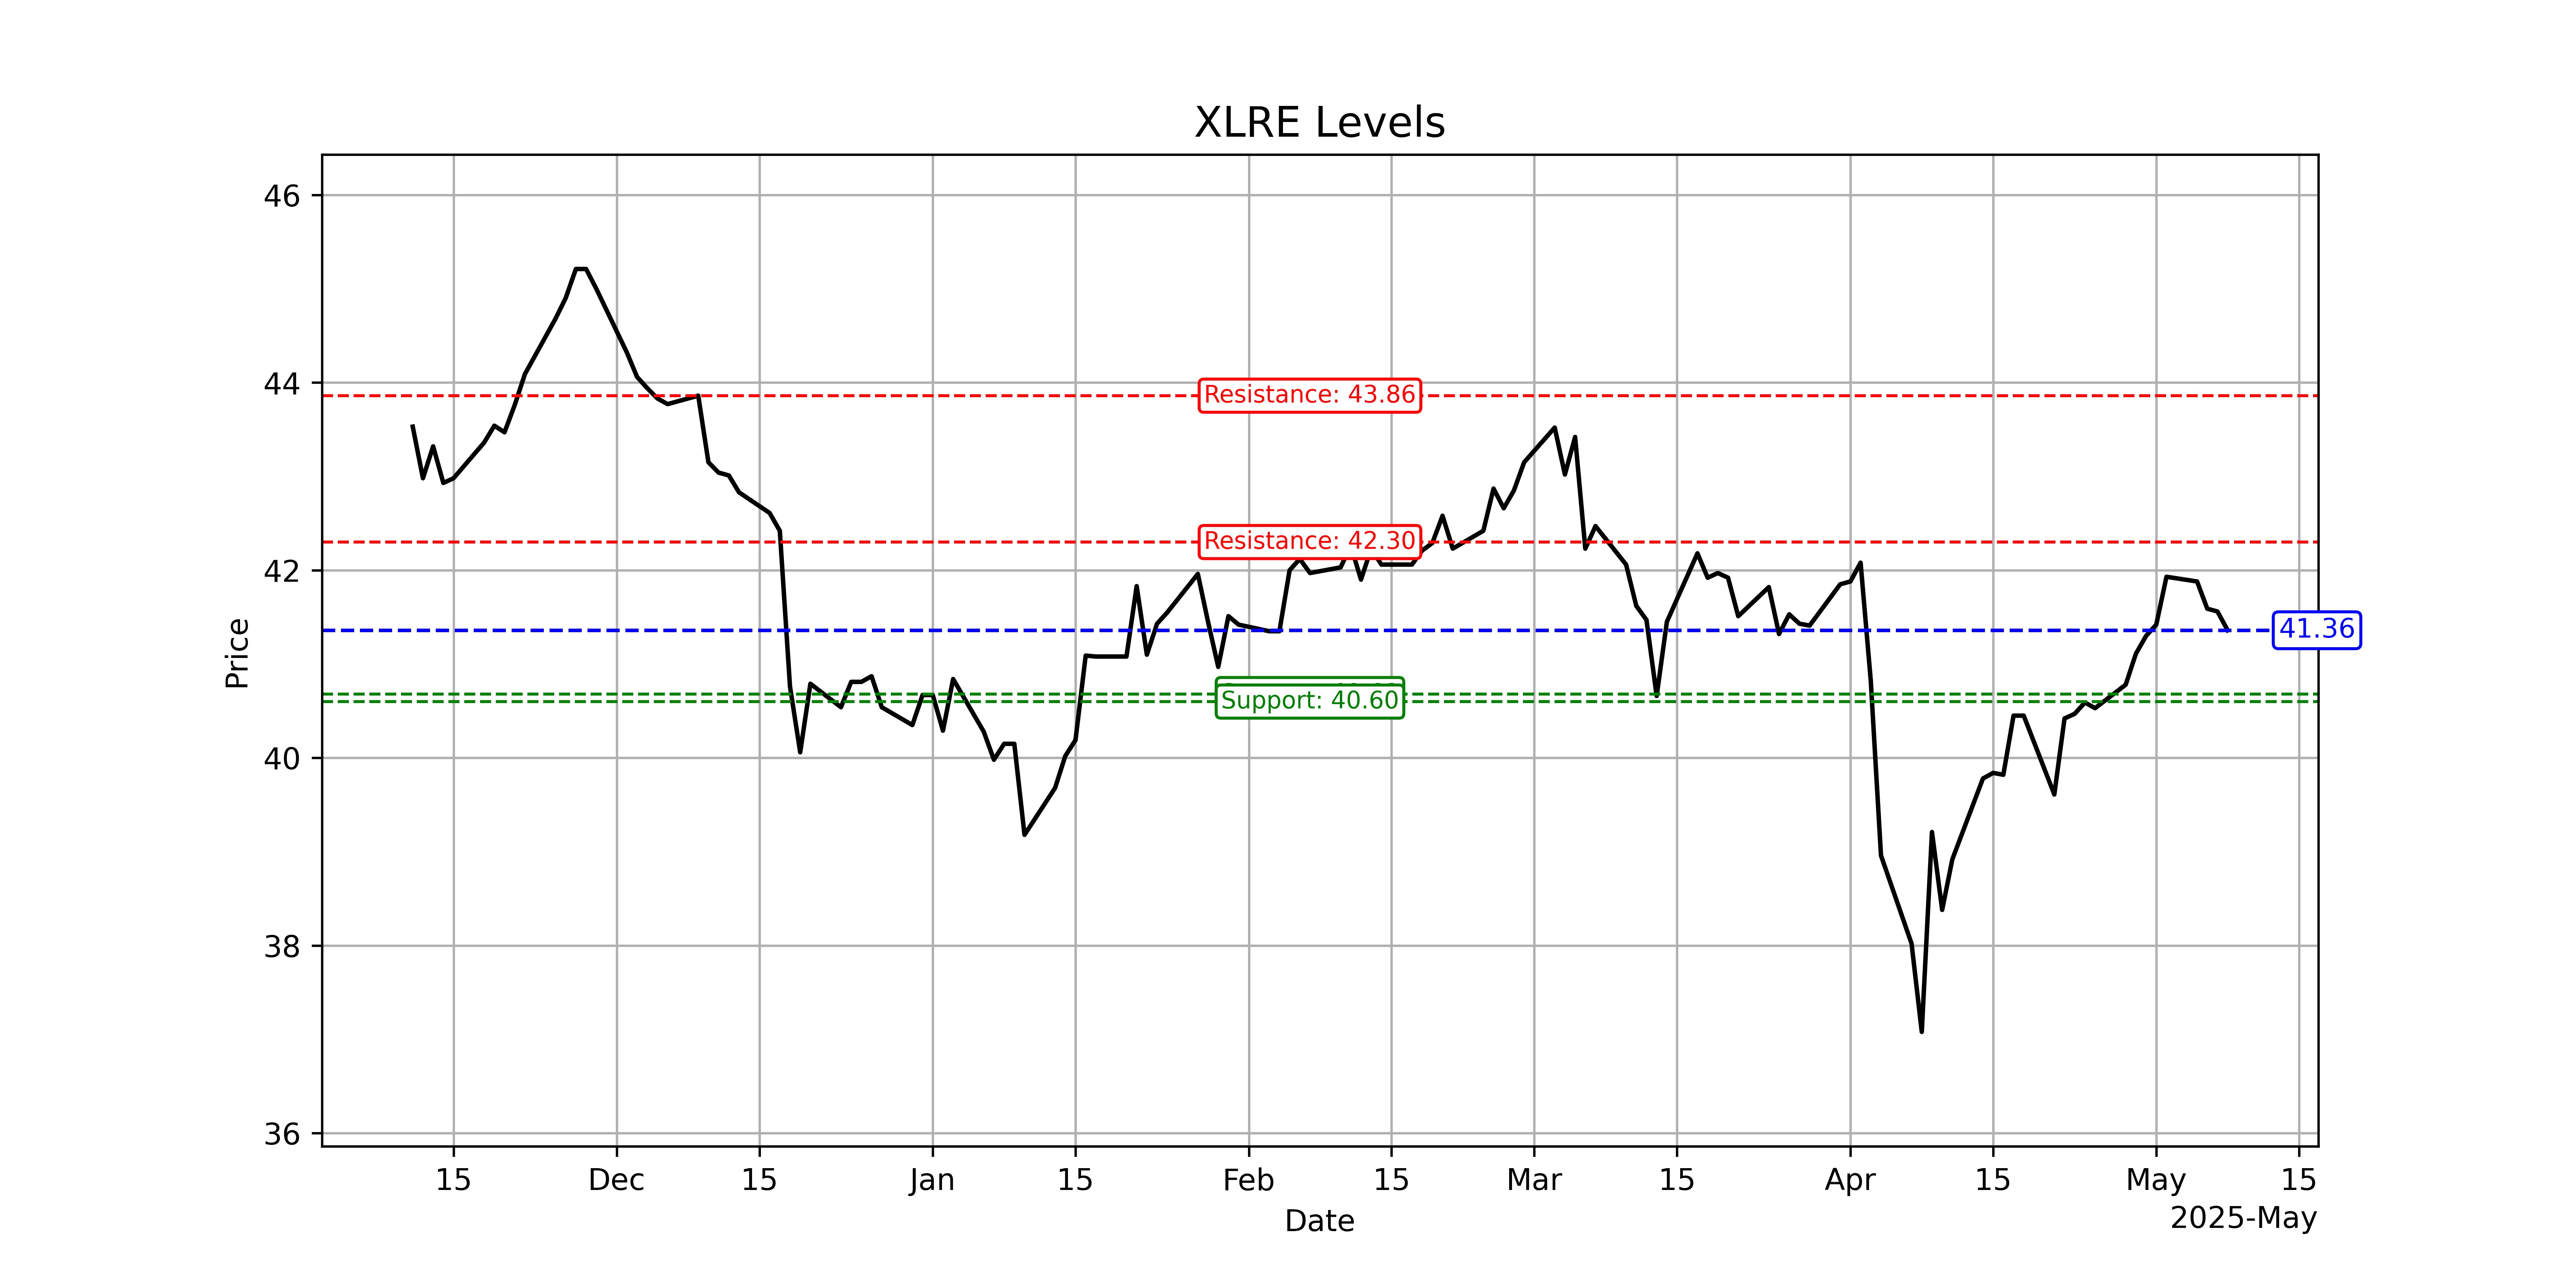 XLRE Levels
46
44
42
40
38
36
Price
Resistance: 43.86
Resistance: 42.30
41.36
Support: 40.60
15
Dec
15
Jan
15
Feb
15
Mar
15
Apr
15
May
15
Date
2025-May